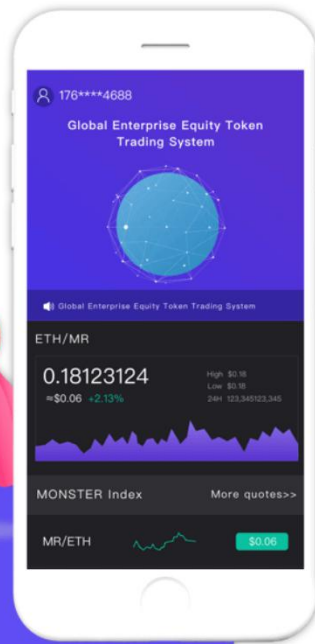 176****4688
Global Enterprise Equity Token
Trading System
Global Enterprise Equity Token Trading System
ETH/MR
0.18123124
High $0.18
≈$0.06 +2.13%
Low $0.18
24H 123,345123,345
MONSTER Index
More quotes>>
MR/ETH
$0.06